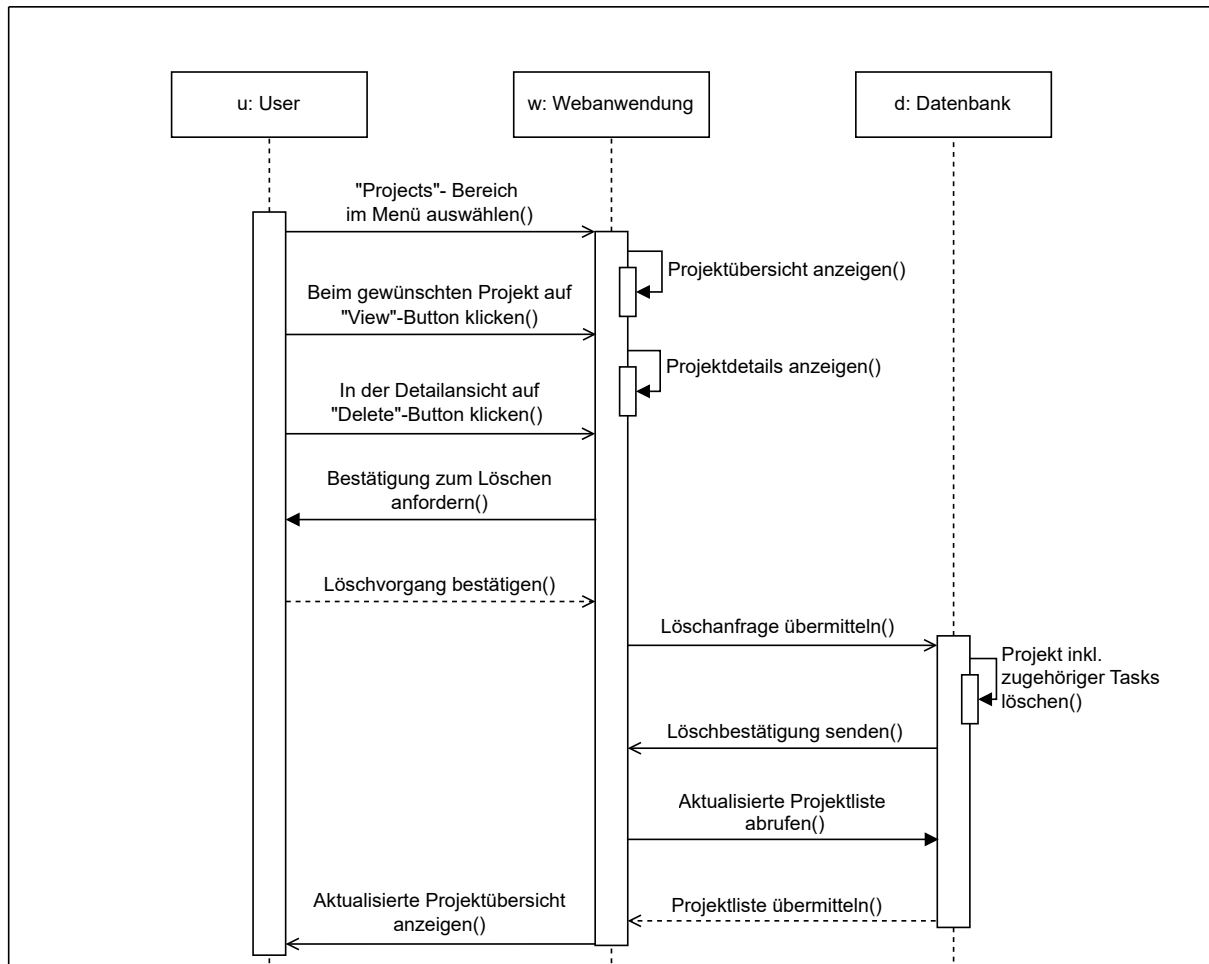 u: User
w: Webanwendung
d: Datenbank
"Projects"- Bereich
im Menü auswählen()
Projektübersicht anzeigen()
Beim gewünschten Projekt auf
"View"-Button klicken()
Projektdetails anzeigen()
In der Detailansicht auf
"Delete"-Button klicken()
Bestätigung zum Löschen
anfordern()
Löschvorgang bestätigen()
Löschanfrage übermitteln()
Projekt inkl.
zugehöriger Tasks
löschen()
Löschbestätigung senden()
Aktualisierte Projektliste
abrufen()
Projektliste übermitteln()
Aktualisierte Projektübersicht
anzeigen()